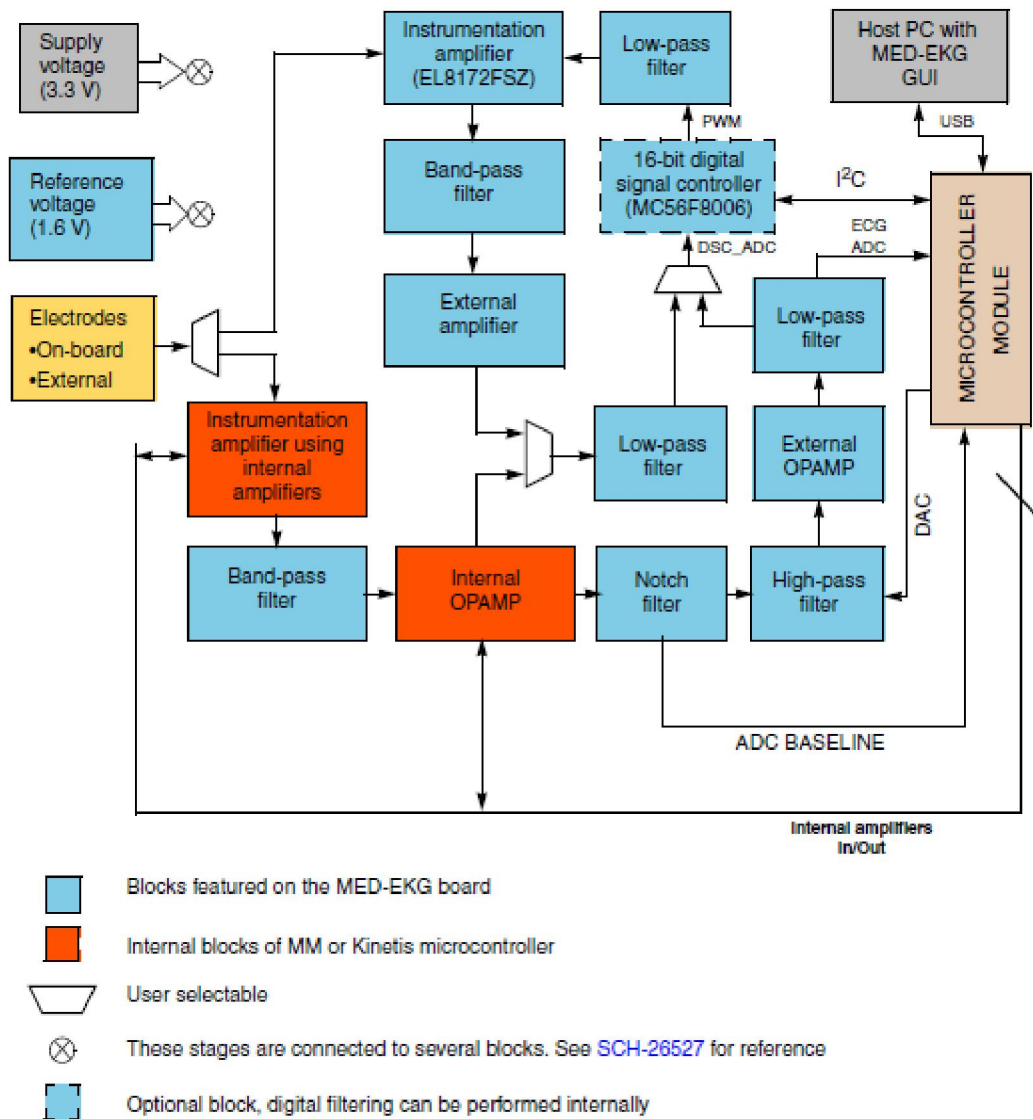 Supply
voltage
(3.3 V)
Instrumentation
amplifier
(EL8172FSZ)
Low-pass
filter
Host PC with
MED-EKG
GUI
PWM
USB
Reference
voltage
(1.6 V)
Band-pass
filter
16-bit digital
signal controller
(MC56F8006)
I²C
ECG
ADC
DSC_ADC
MICROCONTROLLER
MODULE
Electrodes
•On-board
•External
External
amplifier
Low-pass
filter
Instrumentation
amplifier using
internal
amplifiers
Low-pass
filter
External
OPAMP
DAC
Band-pass
filter
Internal
OPAMP
Notch
filter
High-pass
filter
ADC BASELINE
Internal amplifiers
In/Out
Blocks featured on the MED-EKG board
Internal blocks of MM or Kinetis microcontroller
User selectable
These stages are connected to several blocks. See SCH-26527 for reference
Optional block, digital filtering can be performed internally